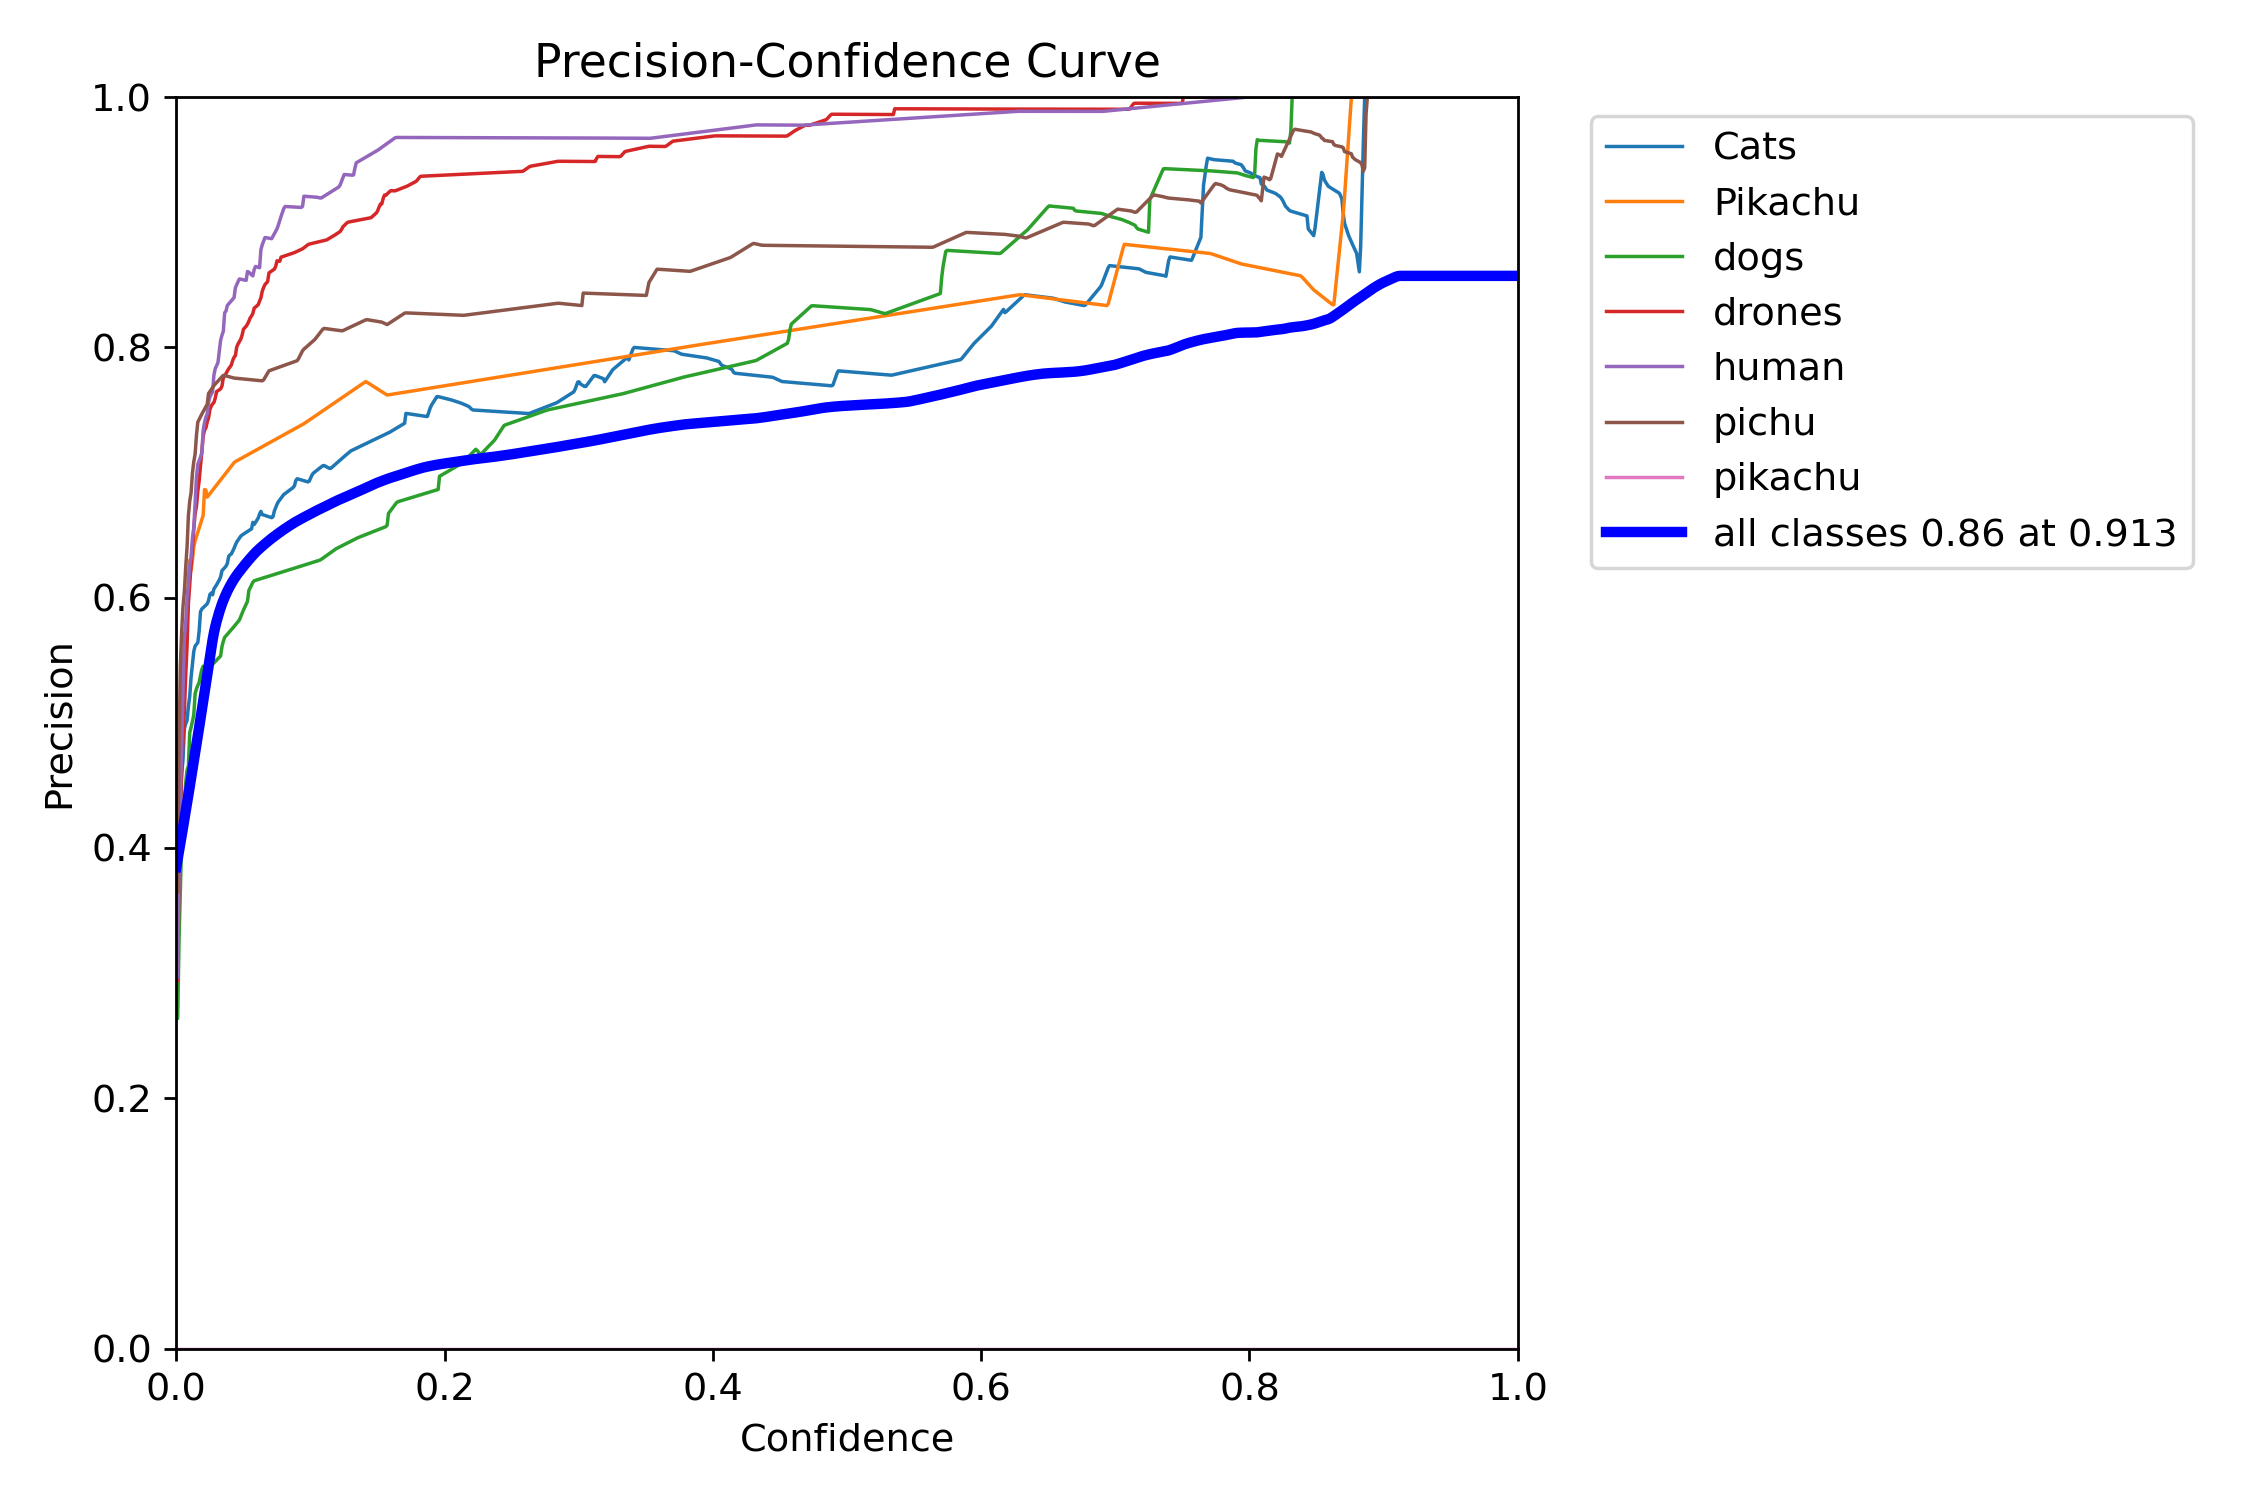 Precision-Confidence Curve
1.0
0.8
0.6
0.4
0.2
0.0
Precision
0.0 0.2 0.4 0.6 0.8 1.0
Confidence
Cats
Pikachu
dogs
drones
human
pichu
pikachu
all classes 0.86 at 0.913